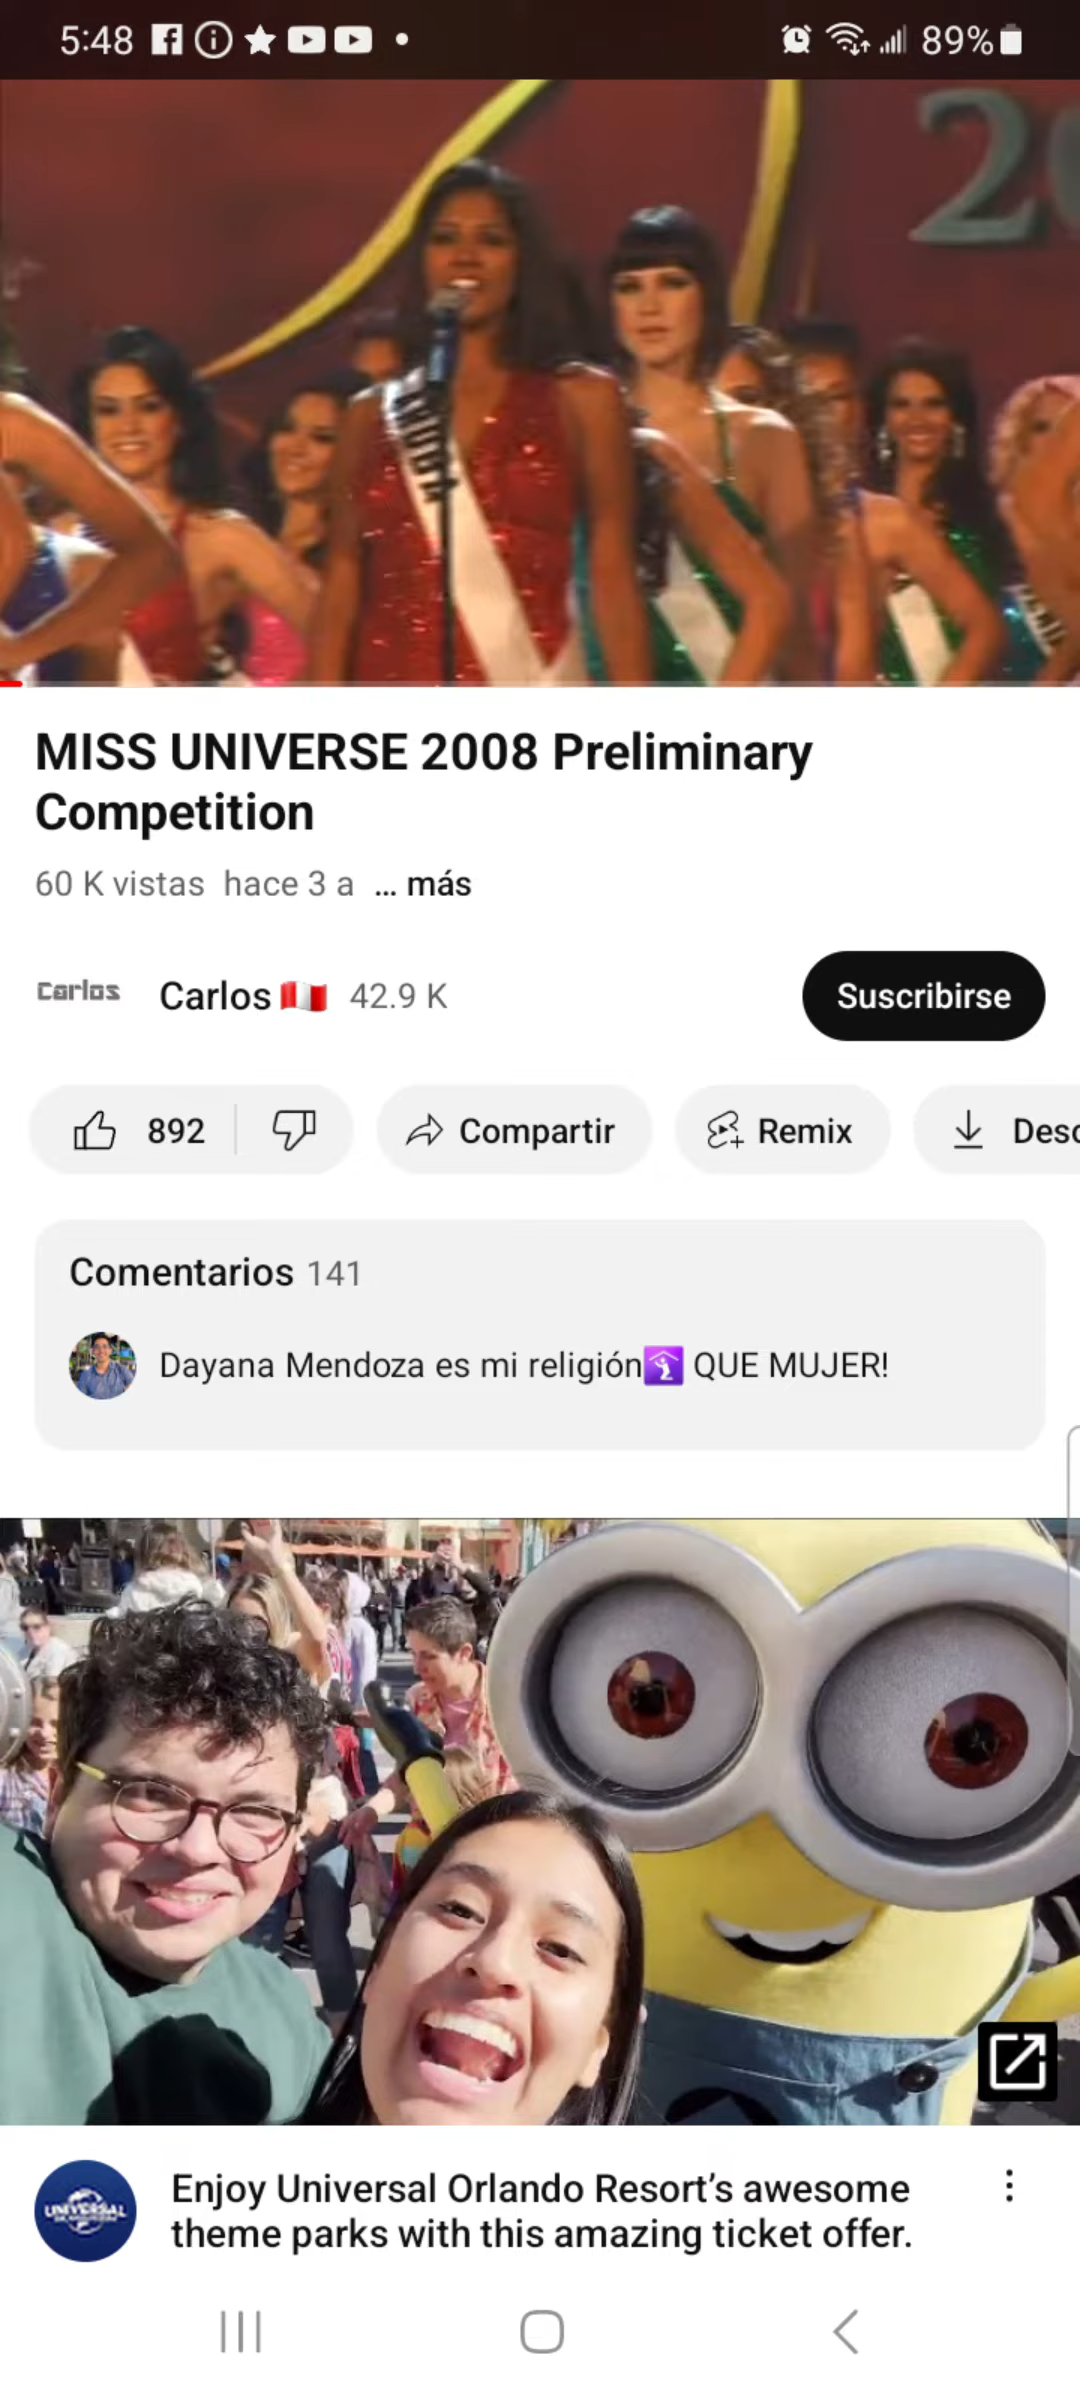 5:48
89%
20
MISS UNIVERSE 2008 Preliminary
Competition
60 K vistas hace 3 a ... más
Carlos
Carlos 🇵🇪 42.9 K
Suscribirse
892
Compartir
Remix
Desc
Comentarios 141
Dayana Mendoza es mi religión🛐 QUE MUJER!
UNIVERSAL
Enjoy Universal Orlando Resort’s awesome
theme parks with this amazing ticket offer.